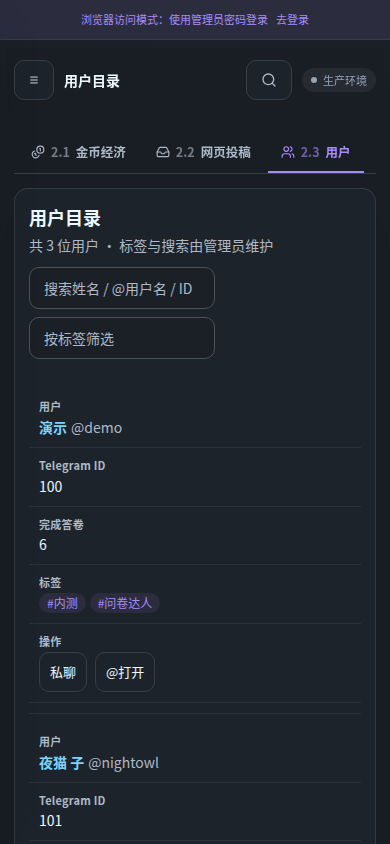 浏览器访问模式：使用管理员密码登录 去登录
用户目录
生产环境
2.1 金币经济
2.2 网页投稿
2.3 用户
用户目录
共 3 位用户 · 标签与搜索由管理员维护
搜索姓名 / @用户名 / ID
按标签筛选
用户
演示 @demo
Telegram ID
100
完成答卷
6
标签
#内测 #问卷达人
操作
私聊 @打开
用户
夜猫 子 @nightowl
Telegram ID
101